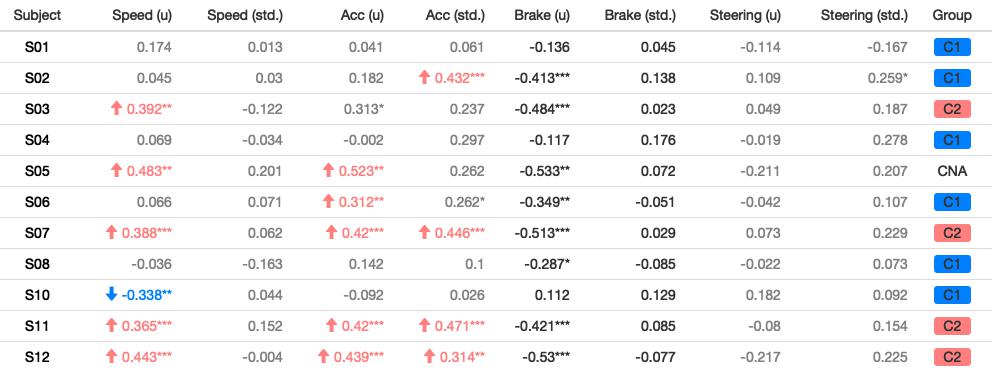 Subject Speed (u) Speed (std.) Acc (u) Acc (std.) Brake (u) Brake (std.) Steering (u) Steering (std.) Group
S01 0.174 0.013 0.041 0.061 -0.136 0.045 -0.114 -0.167 C1
S02 0.045 0.03 0.182 0.432*** -0.413*** 0.138 0.109 0.259* C1
S03 0.392** -0.122 0.313* 0.237 -0.484*** 0.023 0.049 0.187 C2
S04 0.069 -0.034 -0.002 0.297 -0.117 0.176 -0.019 0.278 C1
S05 0.483** 0.201 0.523** 0.262 -0.533** 0.072 -0.211 0.207 CNA
S06 0.066 0.071 0.312** 0.262* -0.349** -0.051 -0.042 0.107 C1
S07 0.388*** 0.062 0.42*** 0.446*** -0.513*** 0.029 0.073 0.229 C2
S08 -0.036 -0.163 0.142 0.1 -0.287* -0.085 -0.022 0.073 C1
S10 -0.338** 0.044 -0.092 0.026 0.112 0.129 0.182 0.092 C1
S11 0.365*** 0.152 0.42*** 0.471*** -0.421*** 0.085 -0.08 0.154 C2
S12 0.443*** -0.004 0.439*** 0.314** -0.53*** -0.077 -0.217 0.225 C2